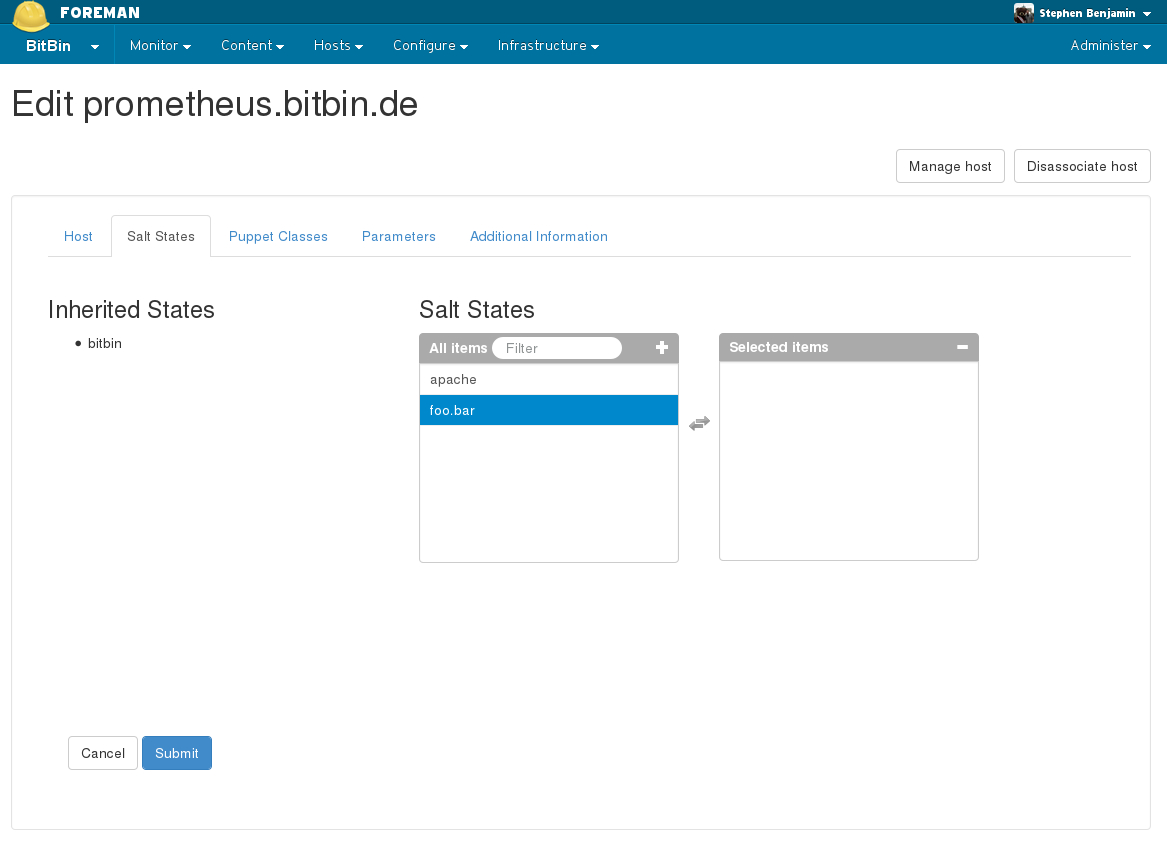 FOREMAN
Stephen Benjamin
BitBin Monitor Content Hosts Configure Infrastructure Administer
Edit prometheus.bitbin.de
Manage host Disassociate host
Host Salt States Puppet Classes Parameters Additional Information
Inherited States
bitbin
Salt States
All items Filter
apache
foo.bar
Selected items
Cancel Submit